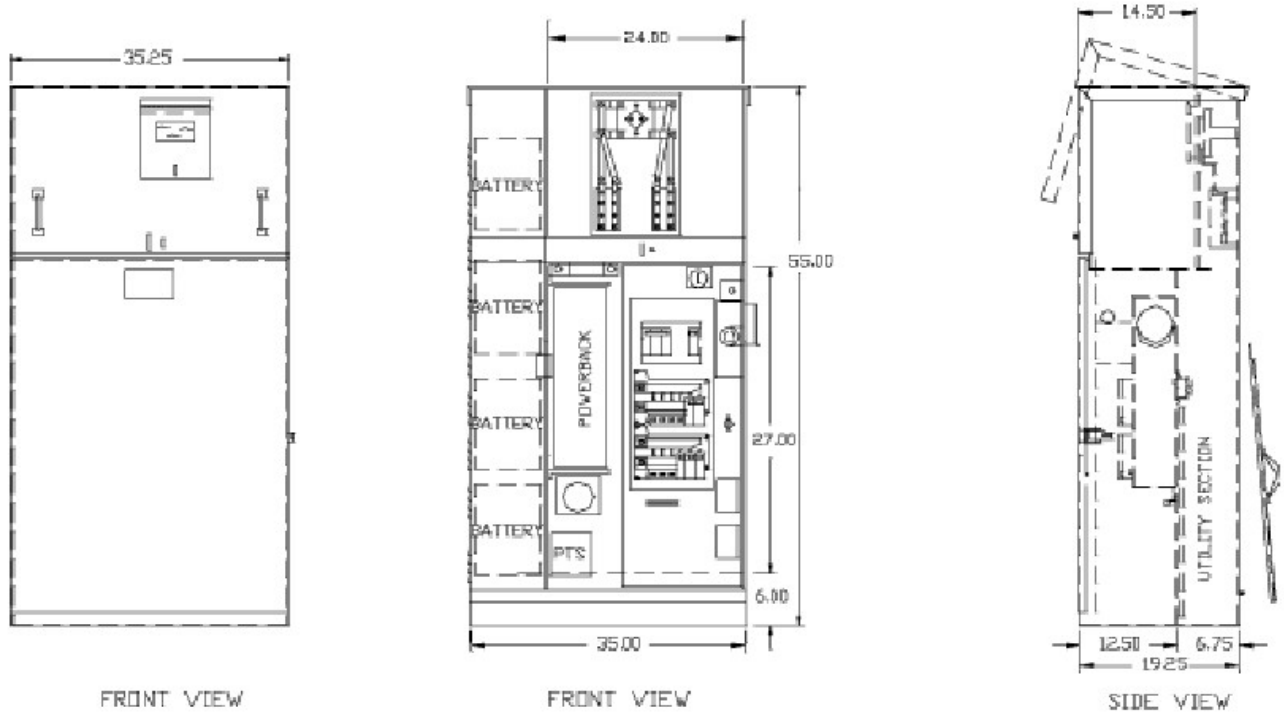 14.50
24.00
35.25
BATTERY
55.00
BATTERY
POWERBACK
BATTERY
27.00
UTILITY SECTION
BATTERY
PTS
6.00
35.00
12.50
6.75
19.25
FRONT VIEW
FRONT VIEW
SIDE VIEW